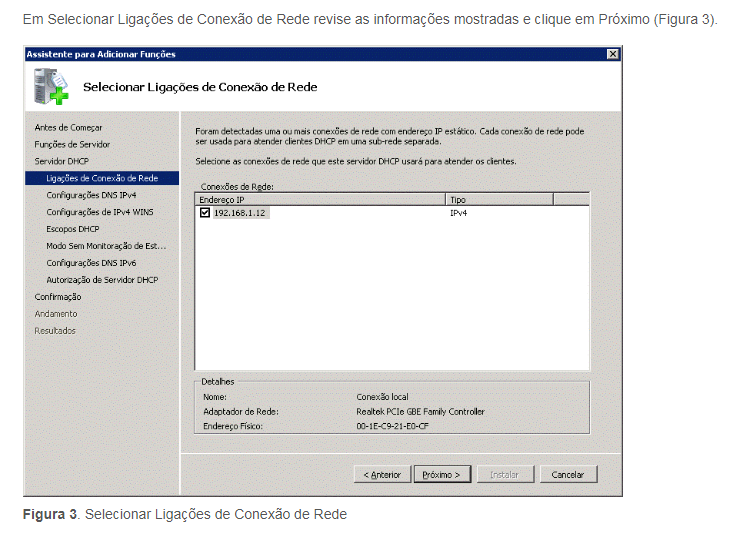 Em Selecionar Ligações de Conexão de Rede revise as informações mostradas e clique em Próximo (Figura 3).
Assistente para Adicionar Funções
Selecionar Ligações de Conexão de Rede
Antes de Começar
Funções de Servidor
Servidor DHCP
Ligações de Conexão de Rede
Configurações DNS IPv4
Configurações de IPv4 WINS
Escopos DHCP
Modo Sem Monitoração de Est...
Configurações DNS IPv6
Autorização de Servidor DHCP
Confirmação
Andamento
Resultados
Foram detectadas uma ou mais conexões de rede com endereço IP estático. Cada conexão de rede pode
ser usada para atender clientes DHCP em uma sub-rede separada.
Selecione as conexões de rede que este servidor DHCP usará para atender os clientes.
Conexões de Rede:
Endereço IP Tipo
192.168.1.12 IPv4
Detalhes
Nome: Conexão local
Adaptador de Rede: Realtek PCIe GBE Family Controller
Endereço Físico: 00-1E-C9-21-E0-CF
< Anterior Próximo > Instalar Cancelar
Figura 3. Selecionar Ligações de Conexão de Rede